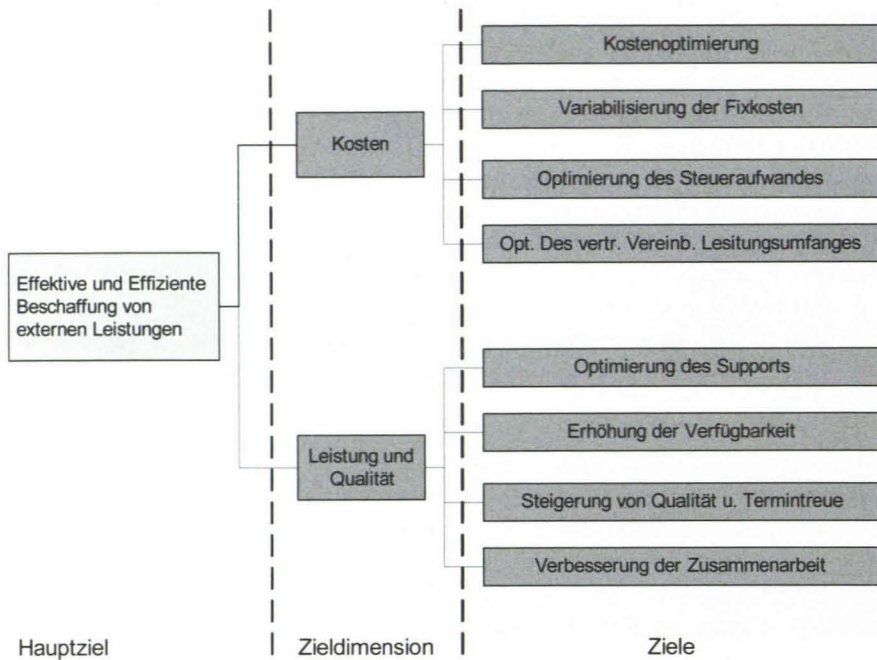 Kostenoptimierung
Variabilisierung der Fixkosten
Kosten
Optimierung des Steueraufwandes
Opt. Des vertr. Vereinb. Lesitungsumfanges
Effektive und Effiziente
Beschaffung von
externen Leistungen
Optimierung des Supports
Erhöhung der Verfügbarkeit
Leistung und
Qualität
Steigerung von Qualität u. Termintreue
Verbesserung der Zusammenarbeit
Hauptziel
Zieldimension
Ziele